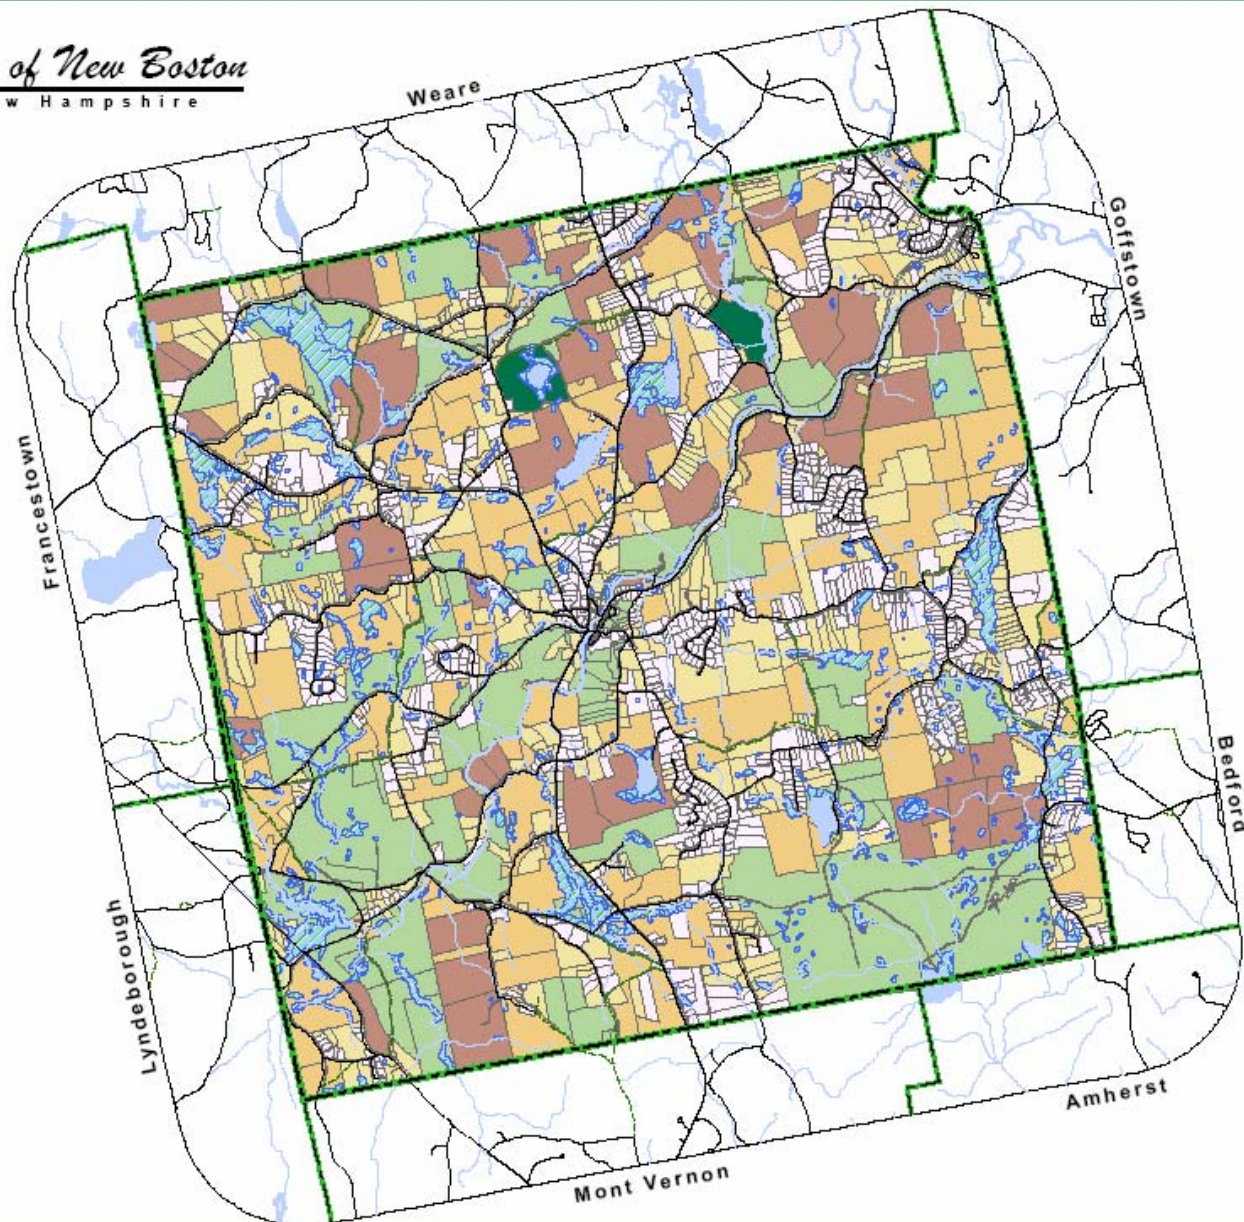 of New Boston
w Hampshire
Weare
Goffstown
Francestown
Bedford
Lyndeborough
Amherst
Mont Vernon